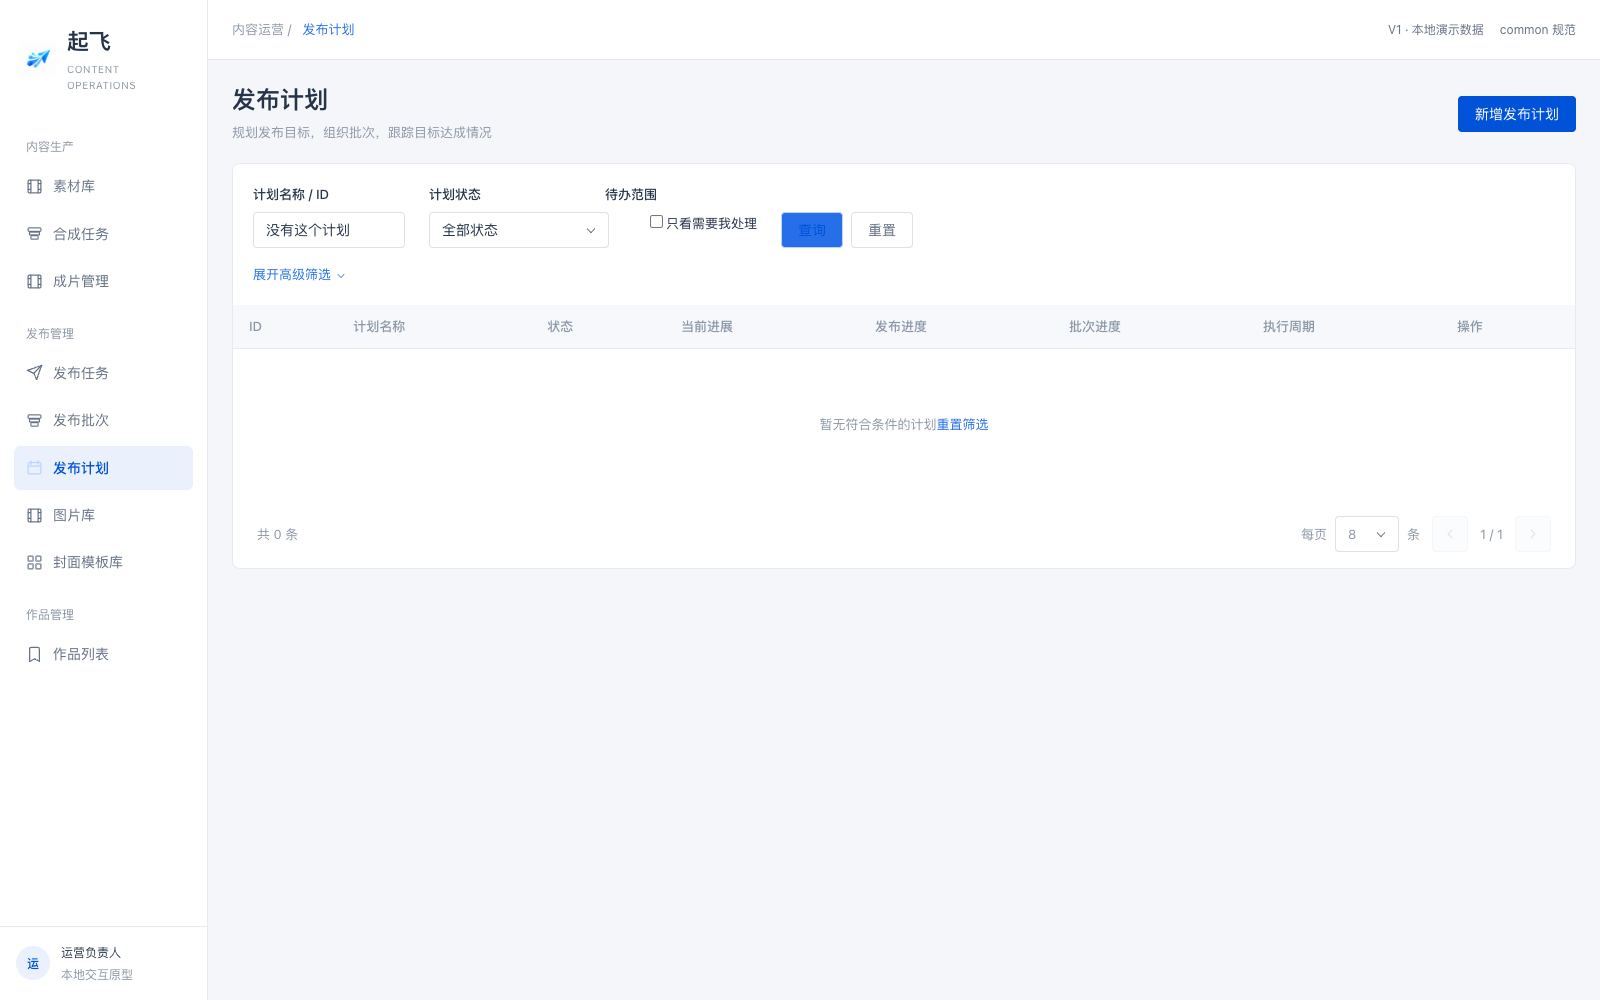 起飞
CONTENT
OPERATIONS
内容生产
素材库
合成任务
成片管理
发布管理
发布任务
发布批次
发布计划
图片库
封面模板库
作品管理
作品列表
运
运营负责人
本地交互原型
内容运营 / 发布计划
V1 · 本地演示数据 common 规范
发布计划
规划发布目标，组织批次，跟踪目标达成情况
新增发布计划
计划名称 / ID 计划状态 待办范围
没有这个计划 全部状态 只看需要我处理 查询 重置
展开高级筛选
ID 计划名称 状态 当前进展 发布进度 批次进度 执行周期 操作
暂无符合条件的计划重置筛选
共 0 条 每页 8 条 1 / 1